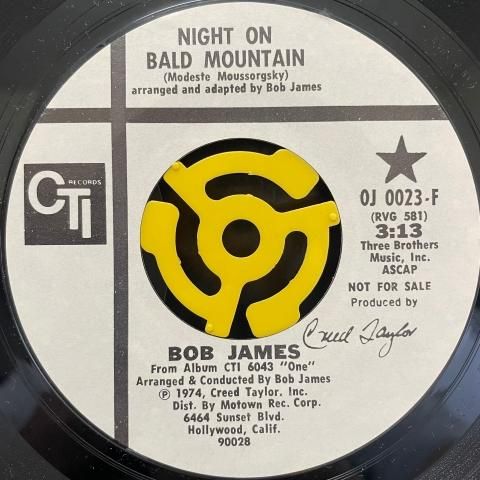 NIGHT ON
BALD MOUNTAIN
(Modeste Moussorgsky)
arranged and adapted by Bob James
CTI
RECORDS
OJ 0023-F
(RVG 581)
3:13
Three Brothers
Music, Inc.
ASCAP
NOT FOR SALE
Produced by
Creed Taylor
BOB JAMES
From Album CTI 6043 "One"
Arranged & Conducted By Bob James
℗ 1974, Creed Taylor. Inc.
Dist. By Motown Rec. Corp.
6464 Sunset Blvd.
Hollywood, Calif.
90028